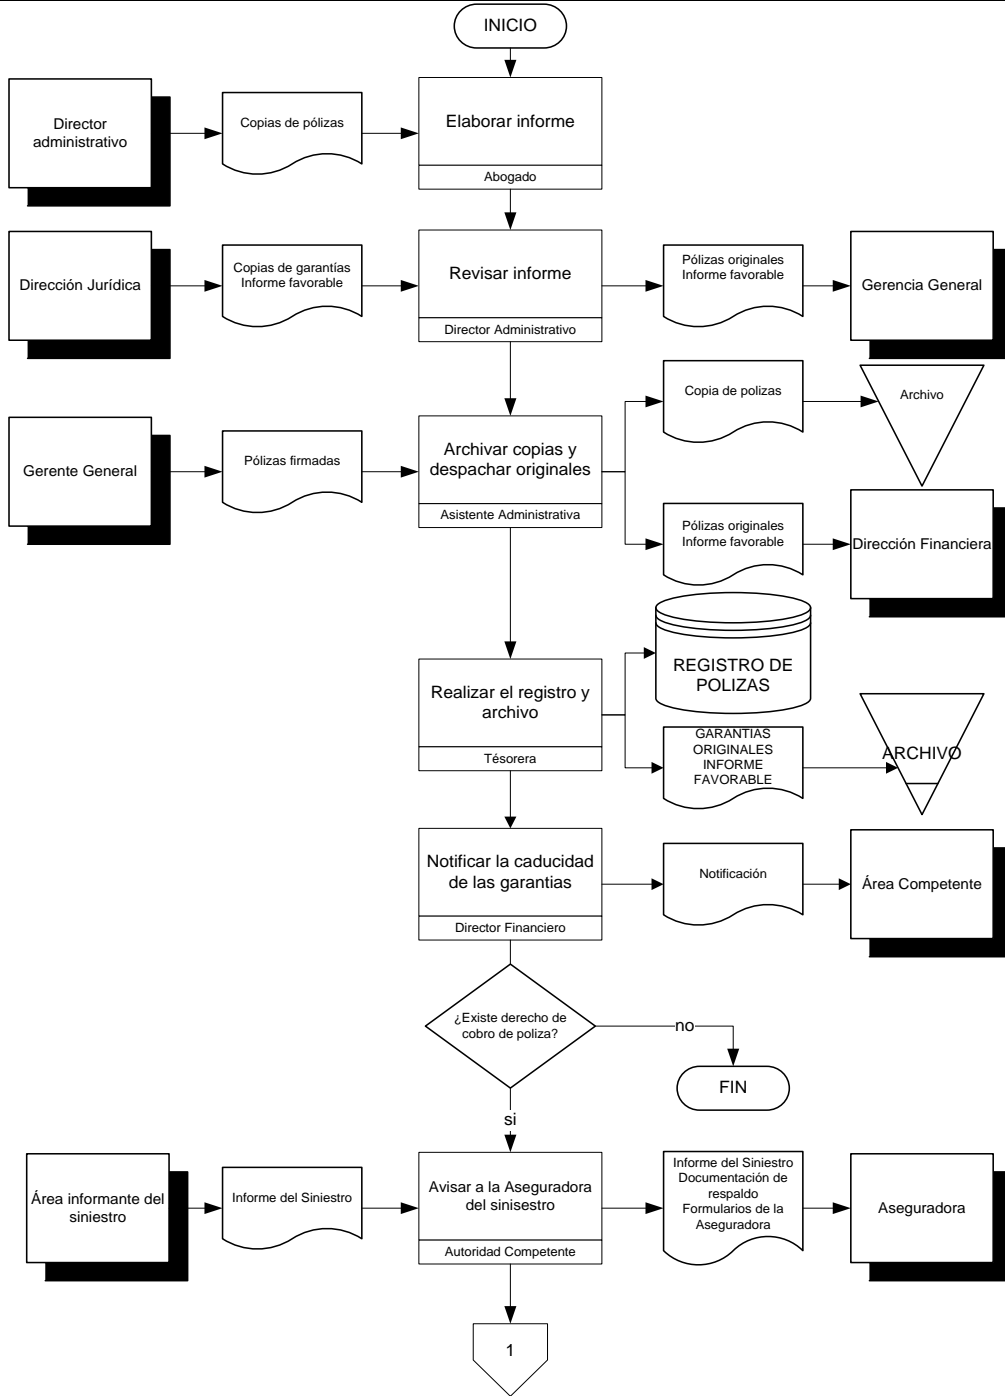 INICIO
Director
administrativo
Copias de pólizas
Elaborar informe
Abogado
Dirección Jurídica
Copias de garantías
Informe favorable
Revisar informe
Director Administrativo
Pólizas originales
Informe favorable
Gerencia General
Gerente General
Pólizas firmadas
Archivar copias y
despachar originales
Asistente Administrativa
Copia de polizas
Archivo
Pólizas originales
Informe favorable
Dirección Financiera
Realizar el registro y
archivo
Tésorera
REGISTRO DE
POLIZAS
GARANTIAS
ORIGINALES
INFORME
FAVORABLE
ARCHIVO
Notificar la caducidad
de las garantias
Director Financiero
Notificación
Área Competente
¿Existe derecho de
cobro de poliza?
no
FIN
si
Área informante del
siniestro
Informe del Siniestro
Avisar a la Aseguradora
del sinisestro
Autoridad Competente
Informe del Siniestro
Documentación de
respaldo
Formularios de la
Aseguradora
Aseguradora
1